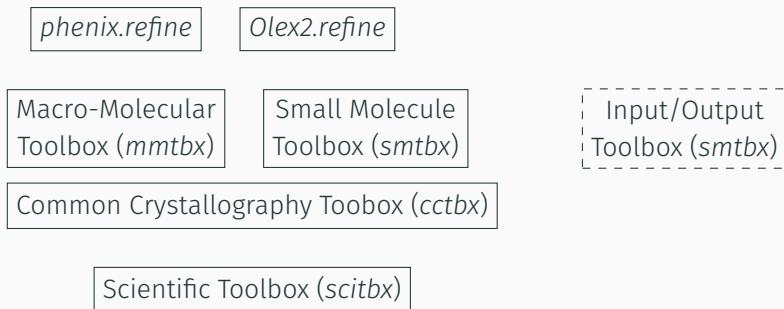 phenix.refine
Olex2.refine
Macro-Molecular
Toolbox (mmtbx)
Small Molecule
Toolbox (smtbx)
Input/Output
Toolbox (smtbx)
Common Crystallography Toobox (cctbx)
Scientific Toolbox (scitbx)